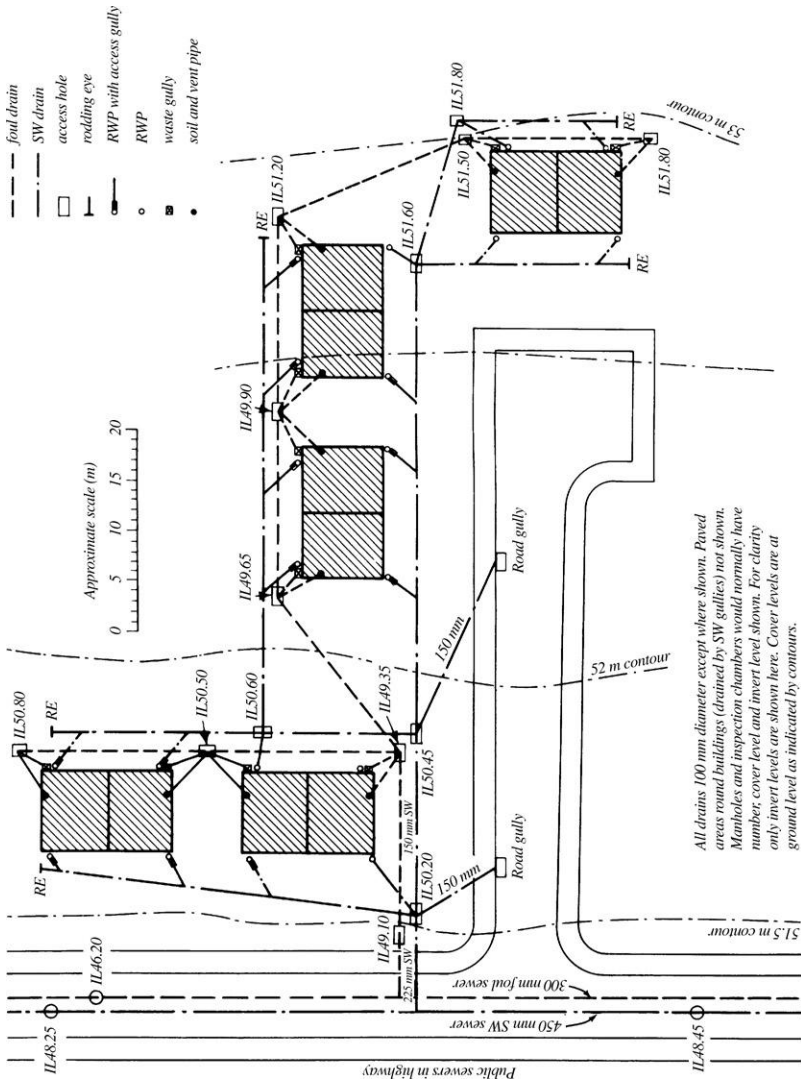 foul drain
SW drain
access hole
rodding eye
RWP with access gully
RWP
waste gully
soil and vent pipe
Approximate scale (m)
0 5 10 15 20
IL51.80
53 m contour
RE
IL51.50
IL51.80
IL51.20
RE
IL51.60
RE
IL49.90
IL49.65
Road gully
150 mm
52 m contour
IL50.80
RE
IL50.50
IL50.60
IL49.35
IL50.45
150 mm SW
RE
IL50.20
150 mm
Road gully
IL49.10
225 mm SW
51.5 m contour
IL46.20
IL48.25
300 mm foul sewer
450 mm SW sewer
IL48.45
Public sewers in highway
All drains 100 mm diameter except where shown. Paved
areas round buildings (drained by SW gullies) not shown.
Manholes and inspection chambers would normally have
number, cover level and invert level shown. For clarity
only invert levels are shown here. Cover levels are at
ground level as indicated by contours.